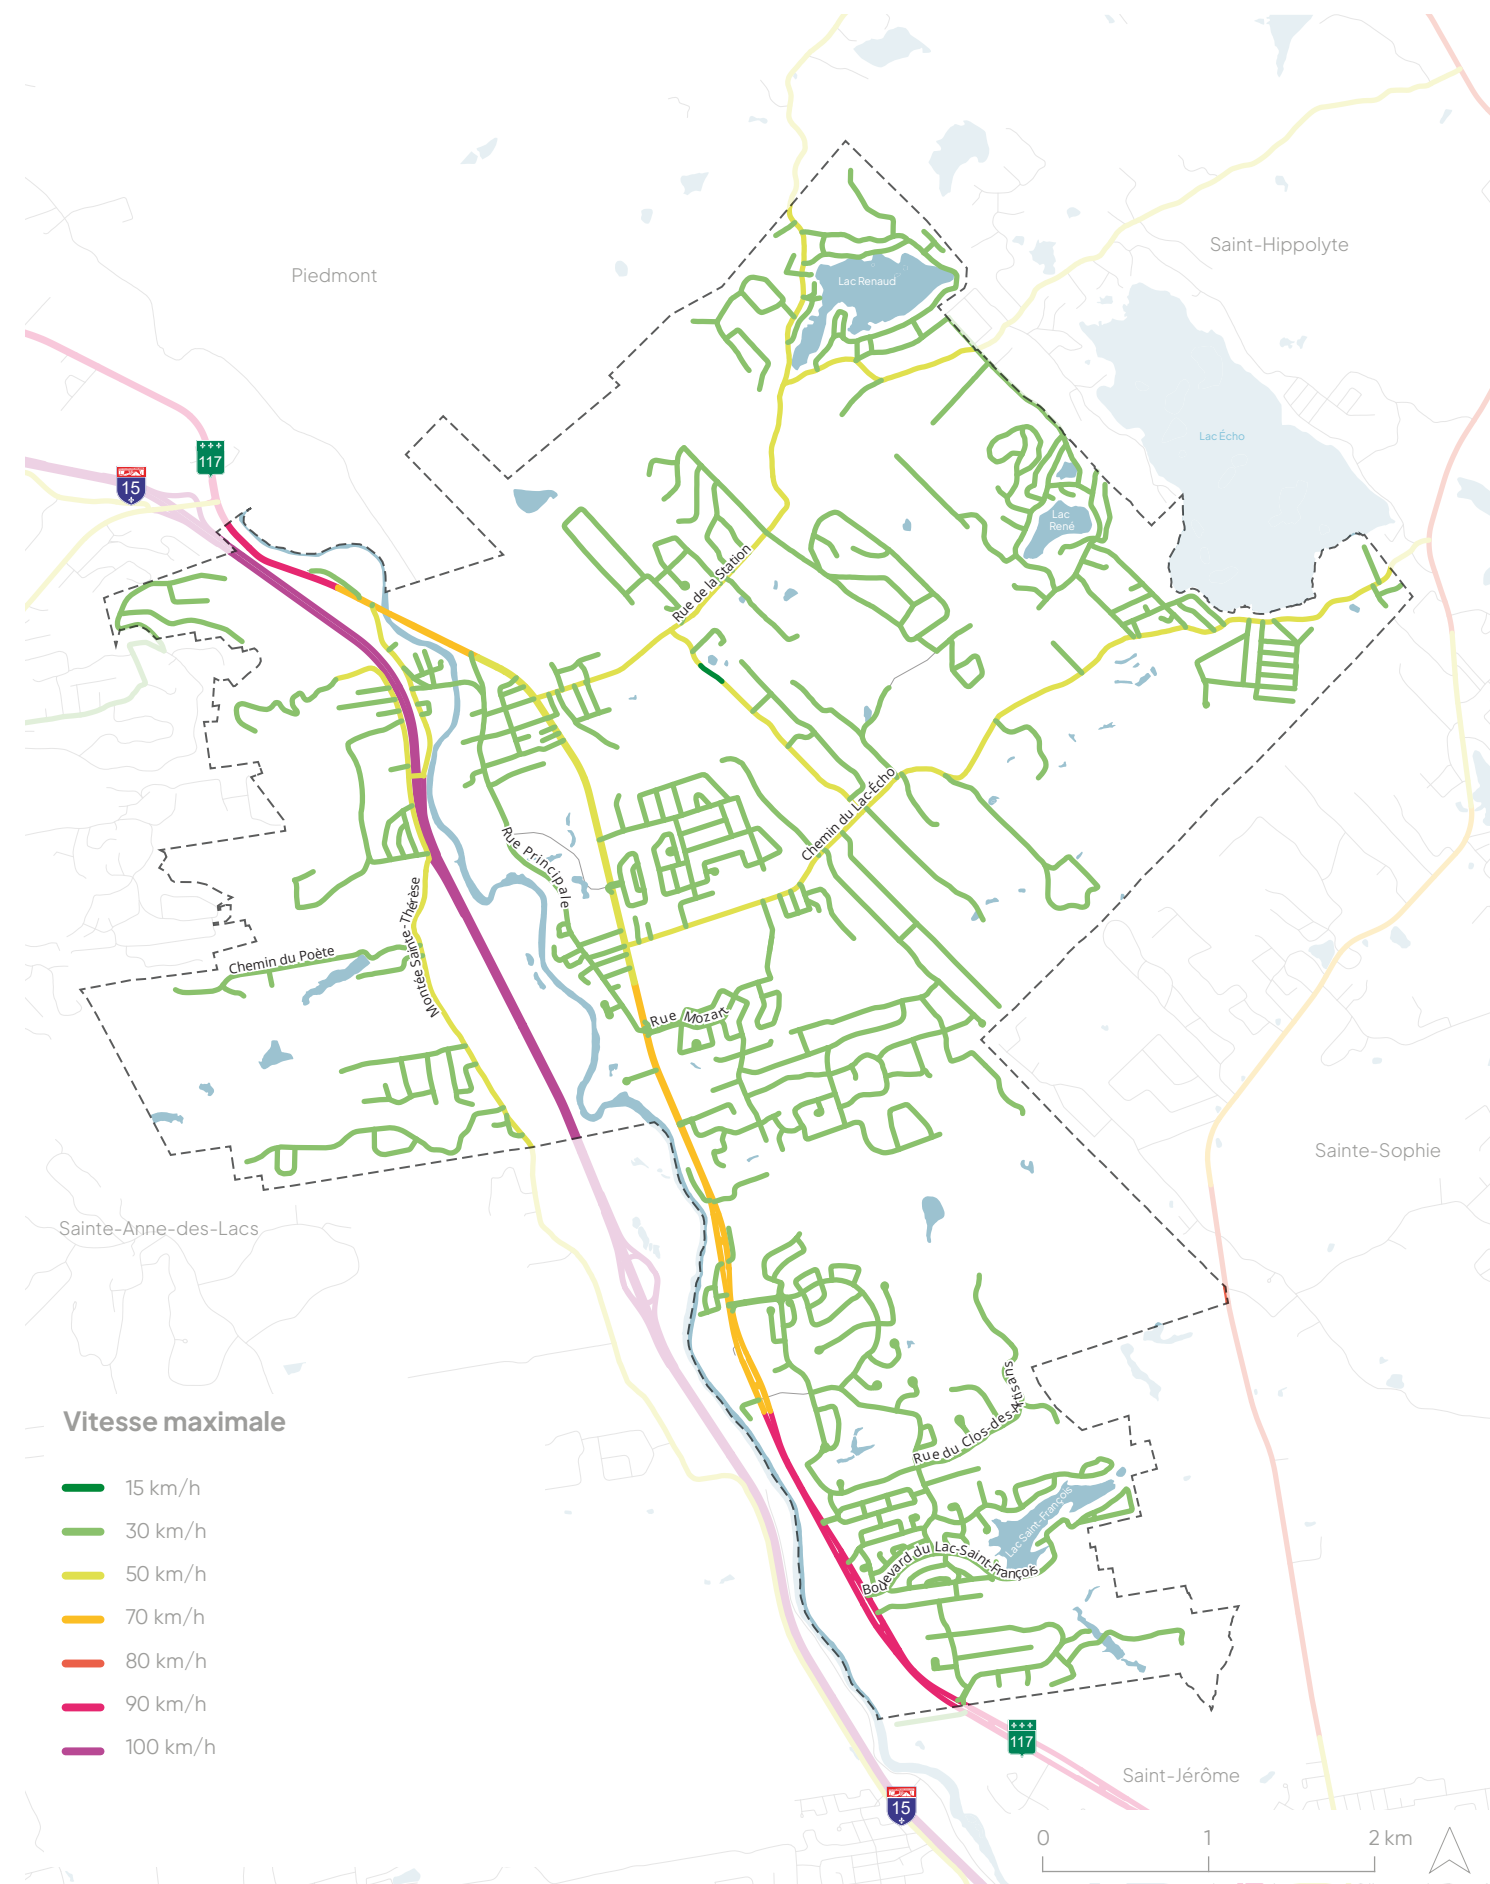 Saint-Hippolyte
Piedmont
Lac Renaud
Lac Écho
117
15
Lac
René
Rue de la Station
Chemin du Lac-Écho
Rue Principale
Montée Sainte-Thérèse
Chemin du Poète
Rue Mozart
Sainte-Sophie
Sainte-Anne-des-Lacs
Rue du Clos-des-Artisans
Lac Saint-François
Boulevard du Lac-Saint-François
Vitesse maximale
15 km/h
30 km/h
50 km/h
70 km/h
80 km/h
90 km/h
100 km/h
117
Saint-Jérôme
15
0 1 2 km